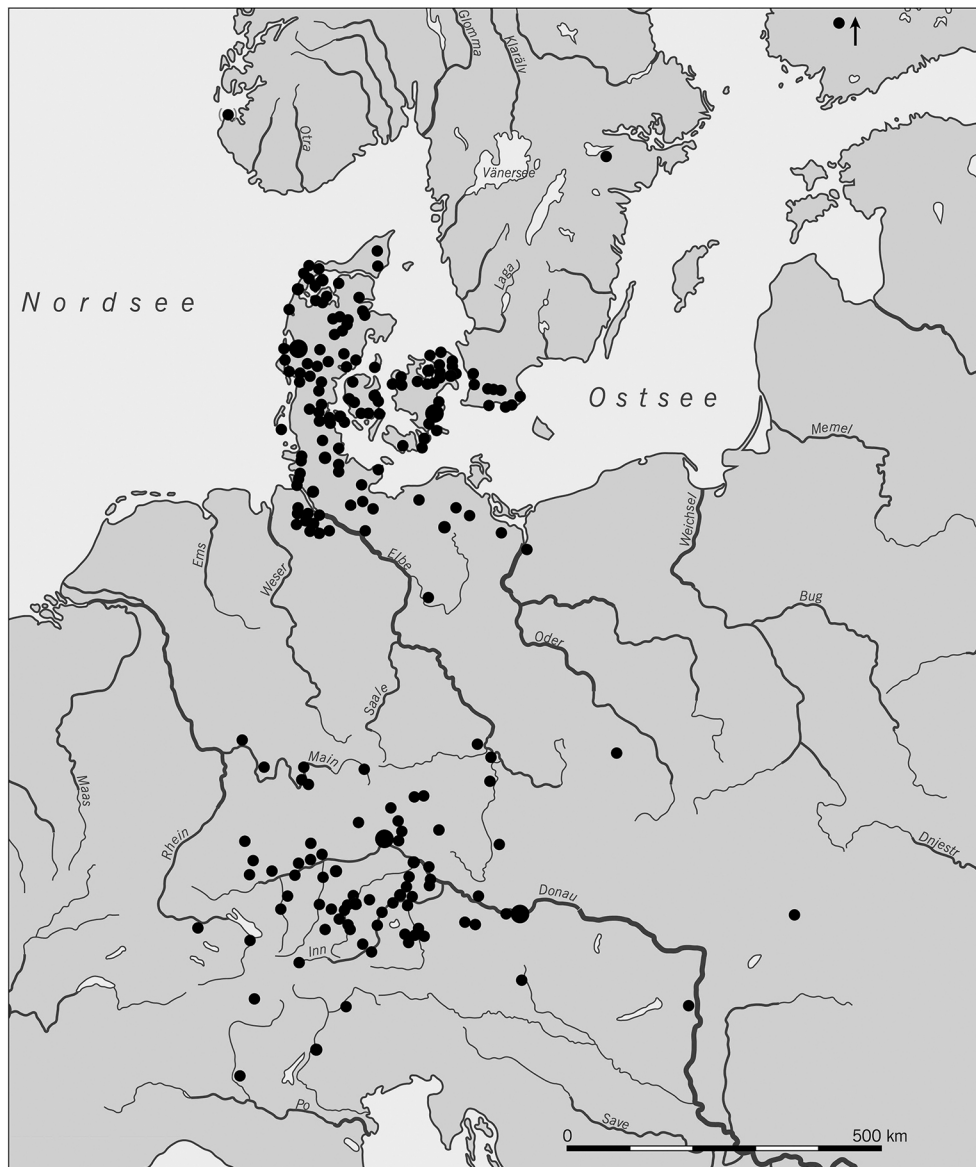 Glomma
Klarälv
Otra
Vänersee
Laga
Nordsee
Ostsee
Memel
Weichsel
Ems
Weser
Elbe
Bug
Oder
Saale
Main
Maas
Rhein
Dnjestr
Donau
Inn
Po
Save
0 500 km